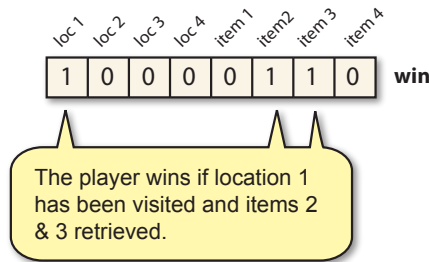 loc 1 loc 2 loc 3 loc 4 item 1 item2 item 3 item 4
1 0 0 0 0 1 1 0 win
The player wins if location 1
has been visited and items 2
& 3 retrieved.